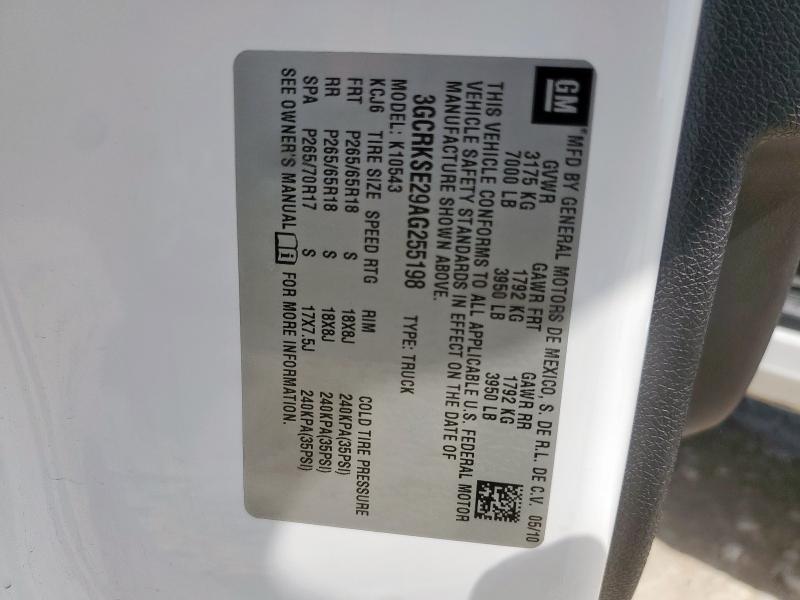 GM
®MFD BY GENERAL MOTORS DE MEXICO, S. DE R.L. DE C.V. 05/10
GVWR GAWR FRT GAWR RR
3175 KG 1792 KG 1792 KG
7000 LB 3950 LB 3950 LB
THIS VEHICLE CONFORMS TO ALL APPLICABLE U.S. FEDERAL MOTOR
VEHICLE SAFETY STANDARDS IN EFFECT ON THE DATE OF
MANUFACTURE SHOWN ABOVE.
3GCRKSE29AG255198 TYPE: TRUCK
MODEL: K10543
KCJ6 TIRE SIZE SPEED RTG RIM COLD TIRE PRESSURE
FRT P265/65R18 S 18X8J 240KPA(35PSI)
RR P265/65R18 S 18X8J 240KPA(35PSI)
SPA P265/70R17 S 17X7.5J 240KPA(35PSI)
SEE OWNER'S MANUAL i FOR MORE INFORMATION.